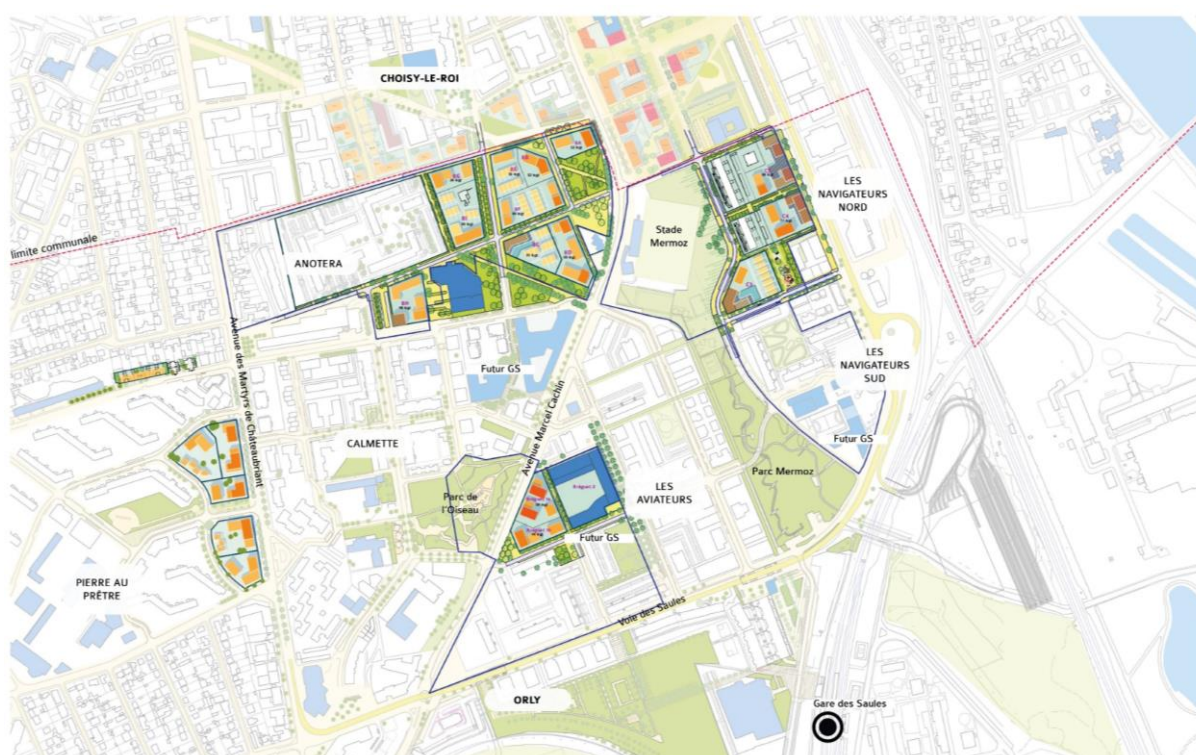 CHOISY-LE-ROI
LES
NAVIGATEURS
NORD
Stade
Mermoz
limite communale
ANOTERA
Avenue des Martyrs de Châteaubriant
Futur GS
Avenue Marcel Cachin
LES
NAVIGATEURS
SUD
Futur GS
CALMETTE
Parc de
l'Oiseau
LES
AVIATEURS
Parc Mermoz
Futur GS
PIERRE AU
PRÊTRE
Voie des Saules
ORLY
Gare des Saules